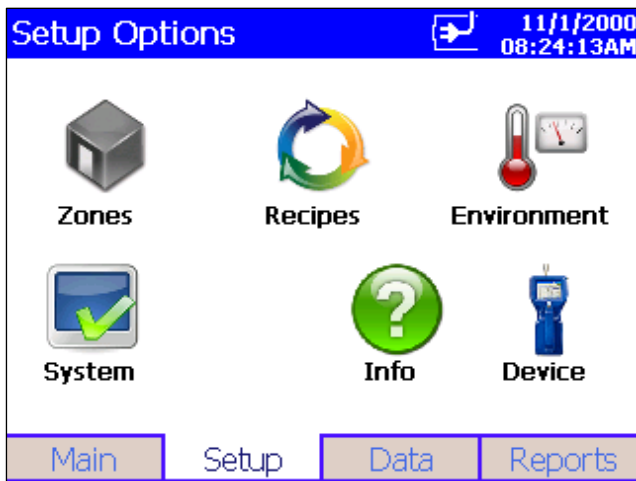 Setup Options
11/1/2000
08:24:13AM
Zones
Recipes
Environment
System
Info
Device
Main
Setup
Data
Reports